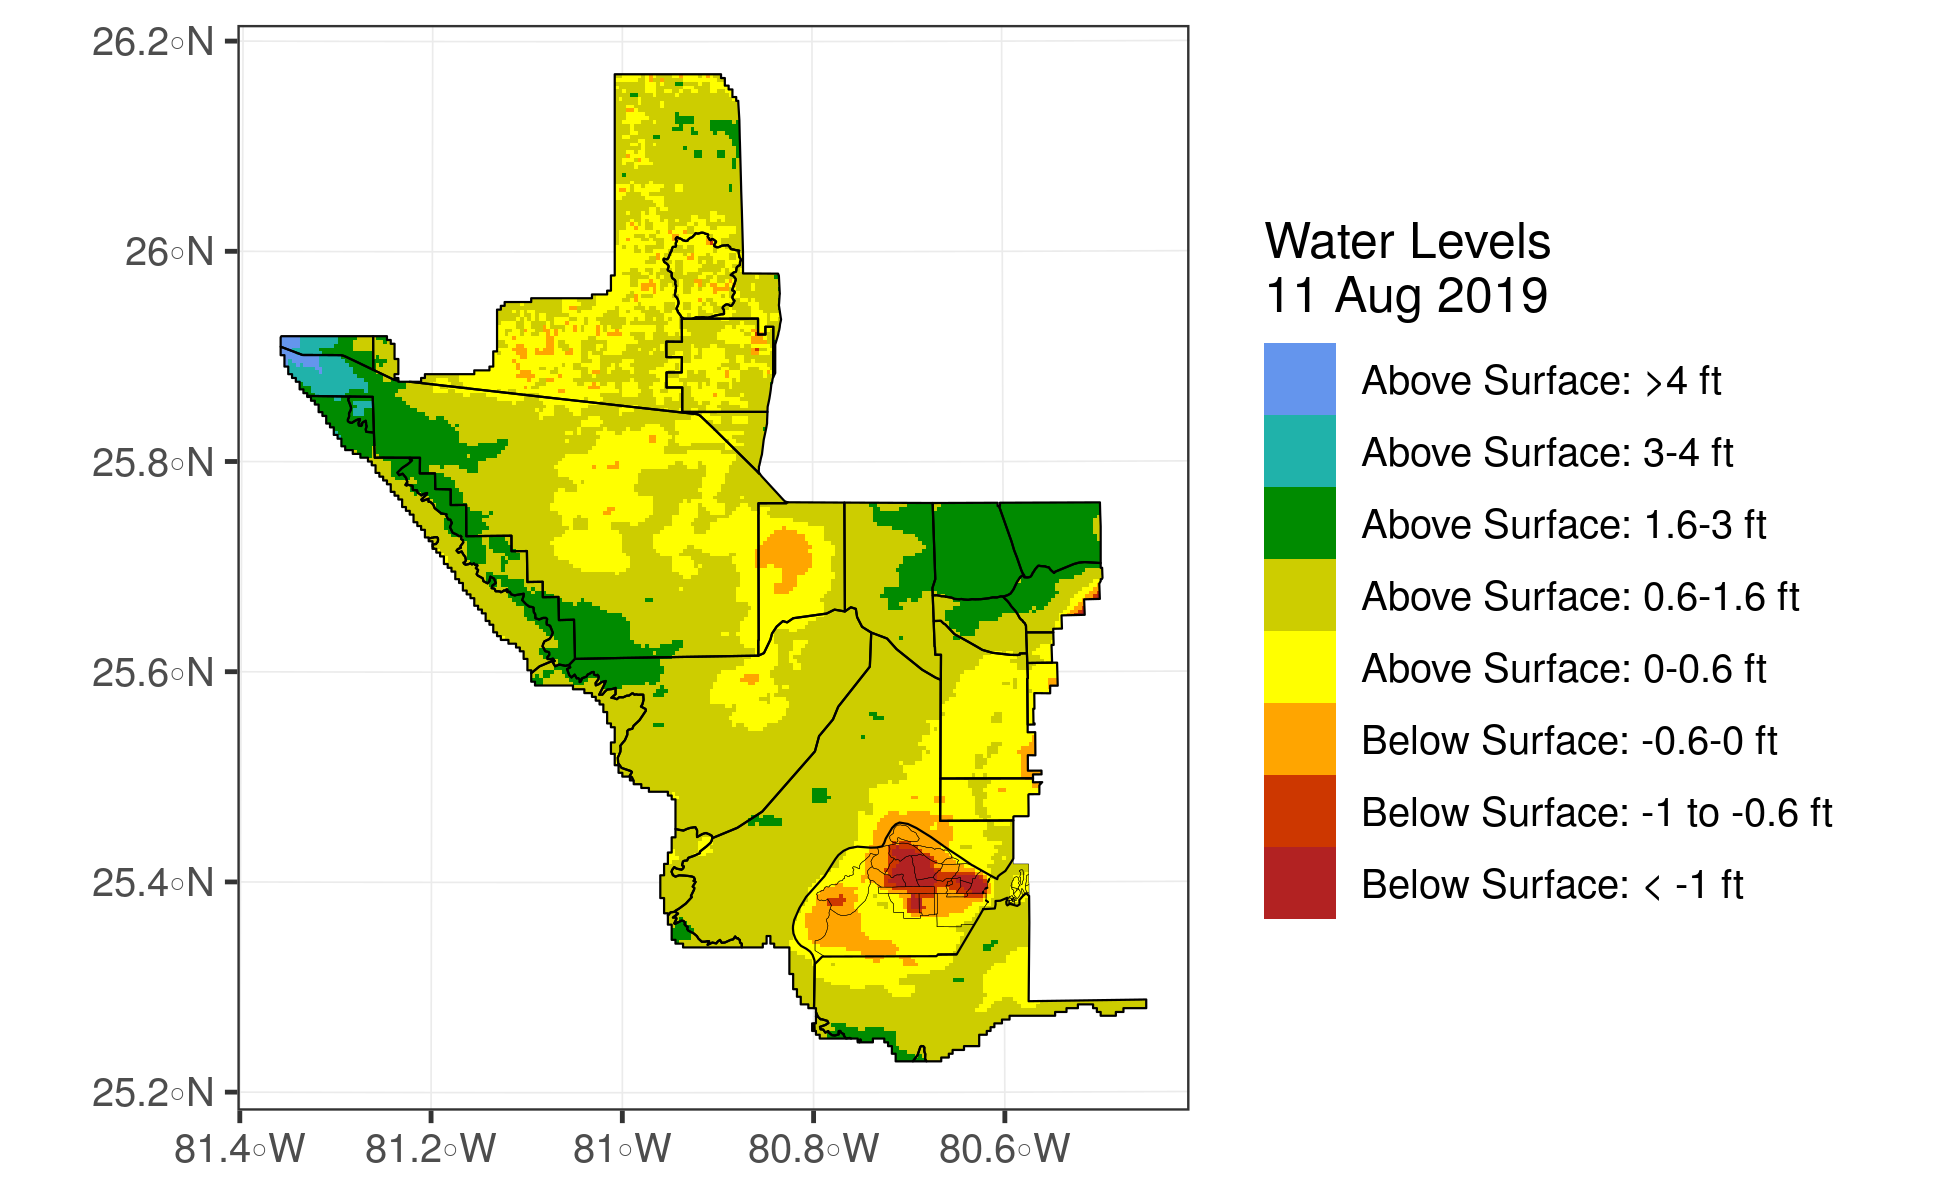 26.2◦N
26◦N
25.8◦N
25.6◦N
25.4◦N
25.2◦N
81.4◦W
81.2◦W
81◦W
80.8◦W
80.6◦W
Water Levels
11 Aug 2019
Above Surface: >4 ft
Above Surface: 3-4 ft
Above Surface: 1.6-3 ft
Above Surface: 0.6-1.6 ft
Above Surface: 0-0.6 ft
Below Surface: -0.6-0 ft
Below Surface: -1 to -0.6 ft
Below Surface: < -1 ft